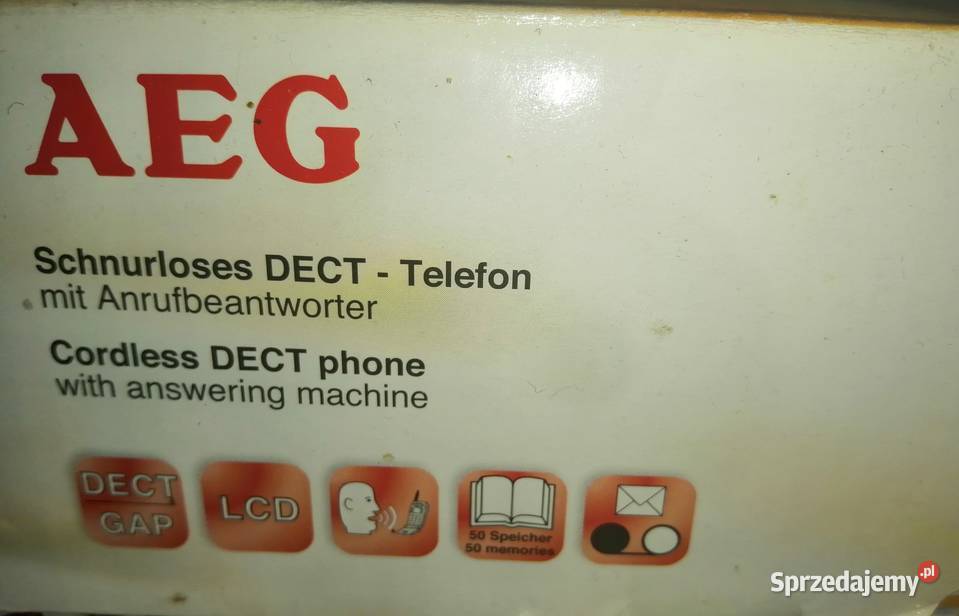 AEG
Schnurloses DECT - Telefon
mit Anrufbeantworter
Cordless DECT phone
with answering machine
DECT
GAP
LCD
50 Speicher
50 memories
Sprzedajemy.pl